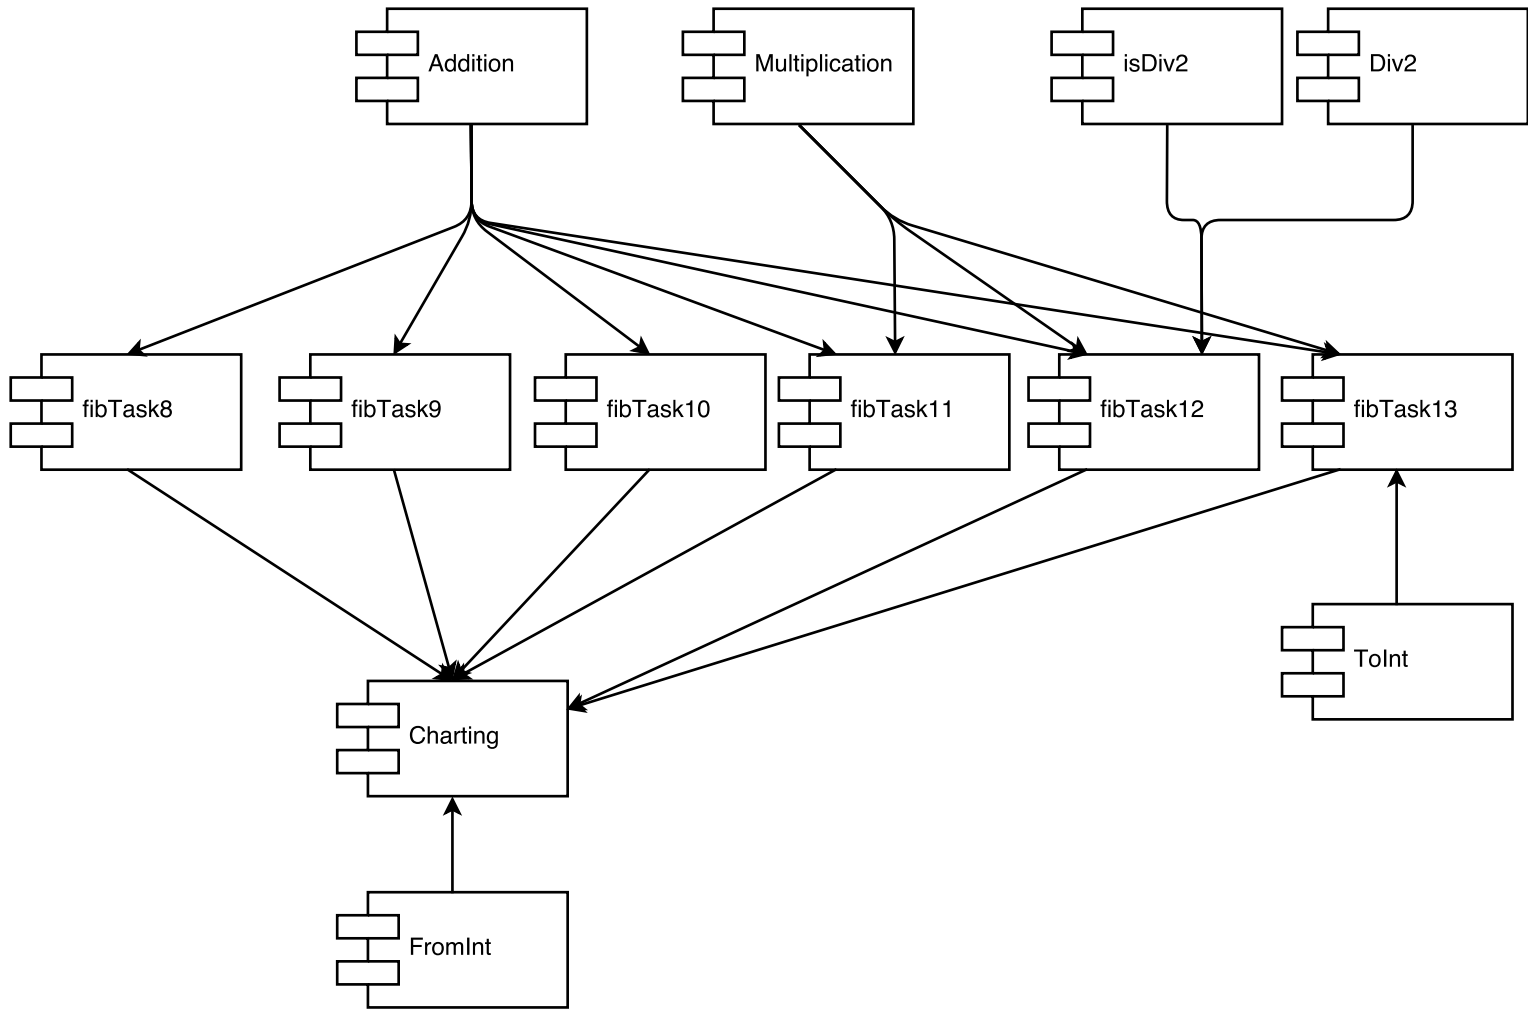 Addition
Multiplication
isDiv2
Div2
fibTask8
fibTask9
fibTask10
fibTask11
fibTask12
fibTask13
ToInt
Charting
FromInt